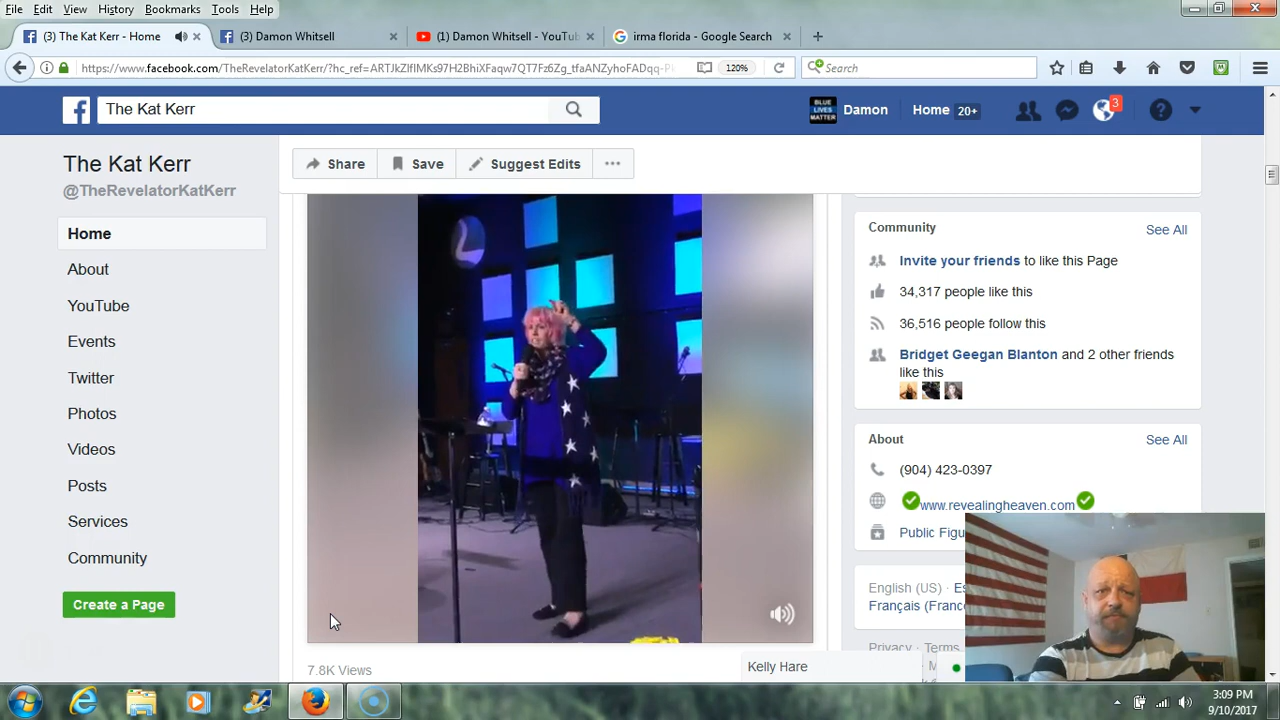 File Edit View History Bookmarks Tools Help
(3) The Kat Kerr - Home
(3) Damon Whitsell
(1) Damon Whitsell - YouTub
irma florida - Google Search
https://www.facebook.com/TheRevelatorKatKerr/?hc_ref=
120%
Search
The Kat Kerr
BLUE LIVES MATTER
Damon
Home 20+
3
The Kat Kerr
@TheRevelatorKatKerr
Share
Save
Suggest Edits
Home
About
YouTube
Events
Twitter
Photos
Videos
Posts
Services
Community
Create a Page
7.8K Views
Community
See All
Invite your friends to like this Page
34,317 people like this
36,516 people follow this
Bridget Geegan Blanton and 2 other friends
like this
About
See All
(904) 423-0397
www.revealingheaven.com
Public Figu
English (US) · Es
Français (France
Privacy · Terms
Kelly Hare
3:09 PM
9/10/2017